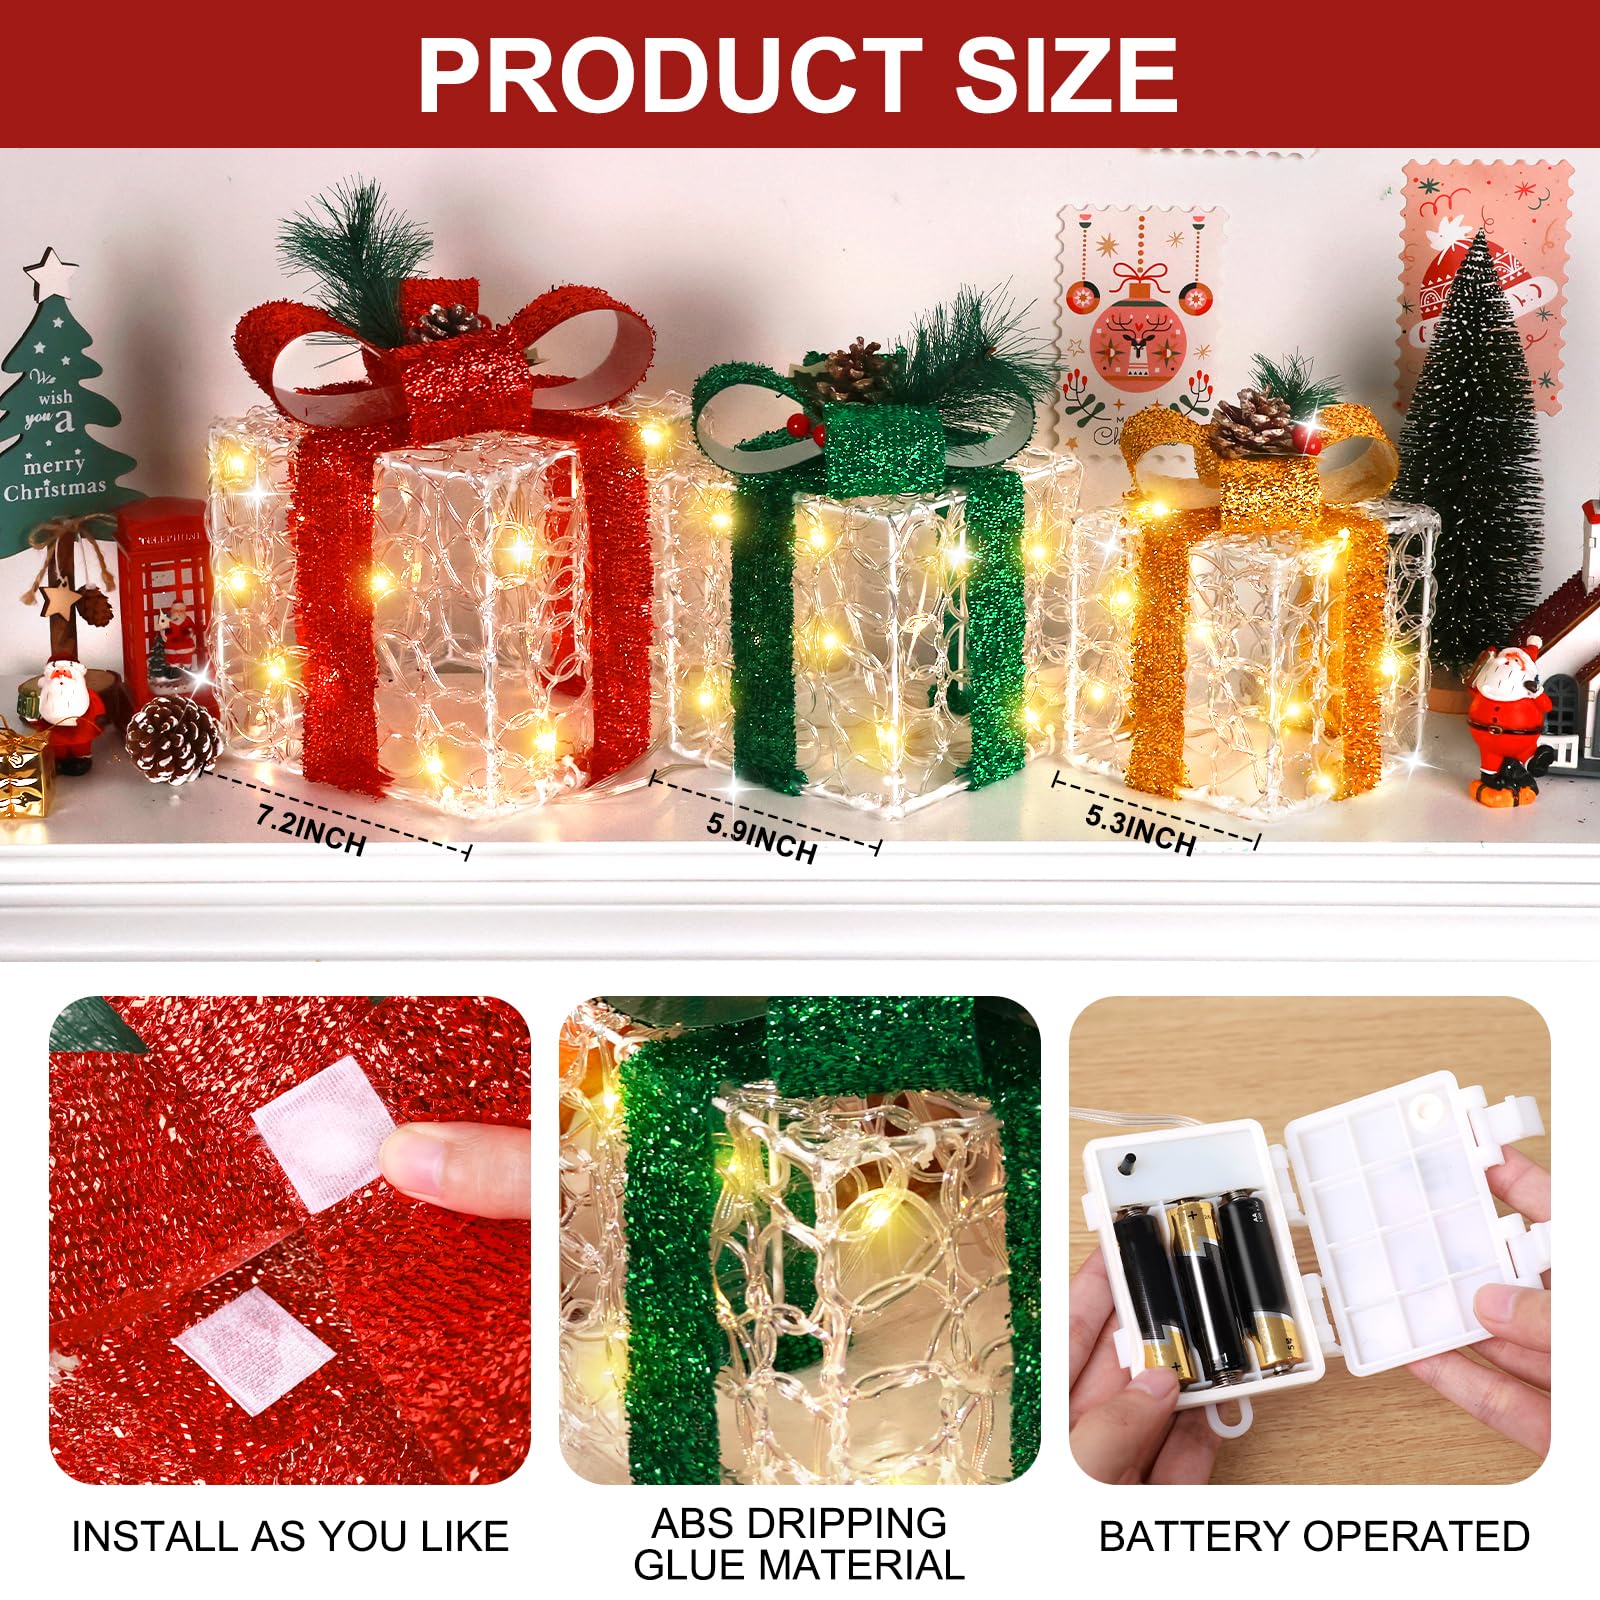 PRODUCT SIZE
We
wish
you a
merry
Christmas
TELEPHONE
7.2INCH
5.9INCH
5.3INCH
INSTALL AS YOU LIKE
ABS DRIPPING
GLUE MATERIAL
BATTERY OPERATED